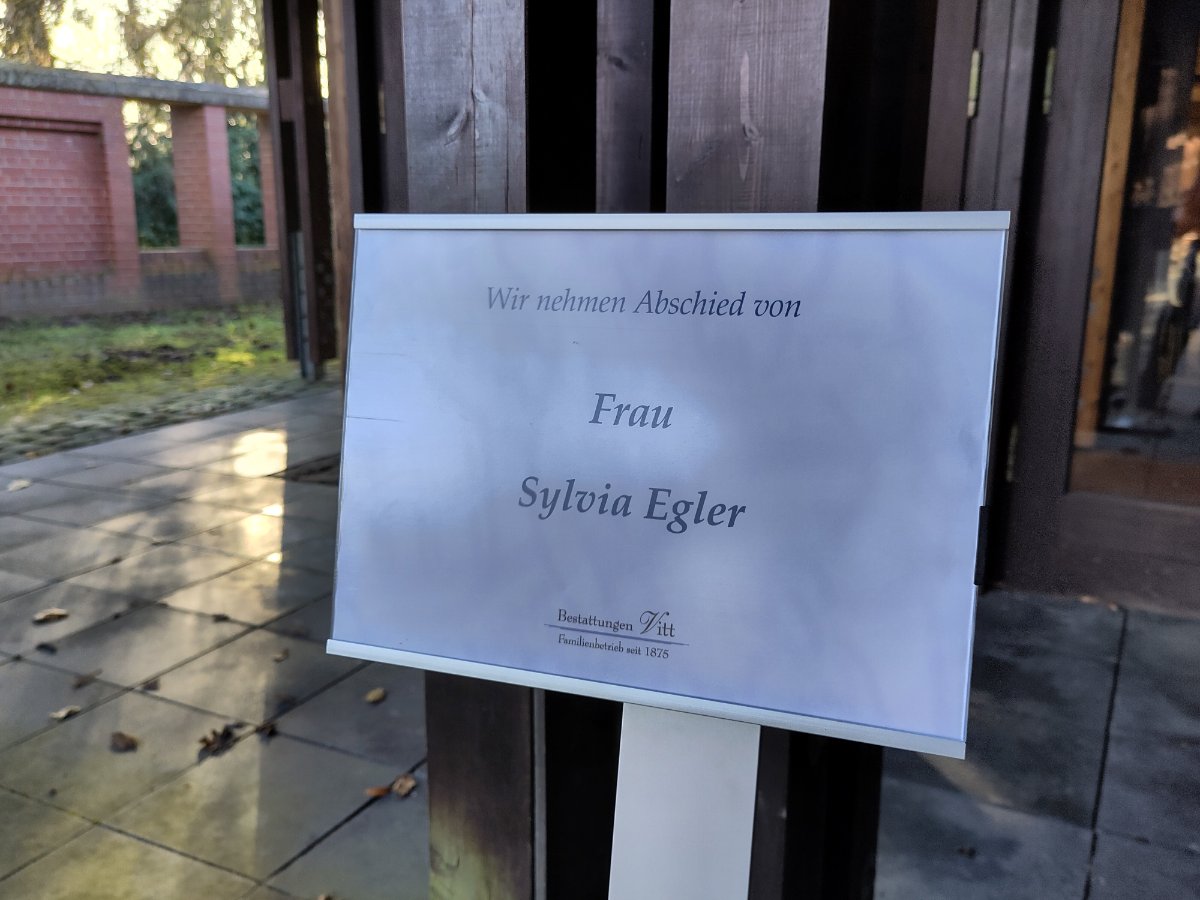 Wir nehmen Abschied von
Frau
Sylvia Egler
Bestattungen Vitt
Familienbetrieb seit 1875